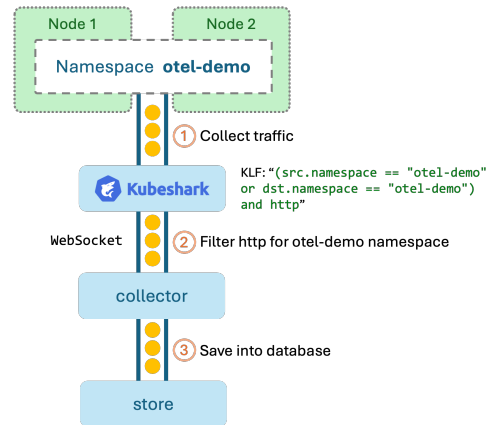 Node 1
Node 2
Namespace otel-demo
1 Collect traffic
Kubeshark
KLF: “(src.namespace == "otel-demo"
or dst.namespace == "otel-demo")
and http”
WebSocket
2 Filter http for otel-demo namespace
collector
3 Save into database
store